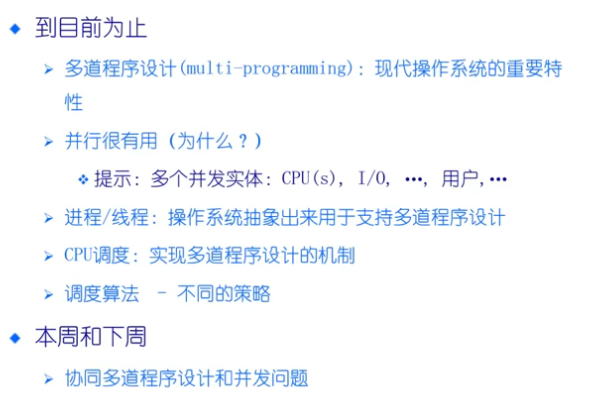 到目前为止
多道程序设计(multi-programming): 现代操作系统的重要特
性
并行很有用（为什么？）
提示: 多个并发实体: CPU(s), I/O, …, 用户,…
进程/线程: 操作系统抽象出来用于支持多道程序设计
CPU调度: 实现多道程序设计的机制
调度算法 - 不同的策略
本周和下周
协同多道程序设计和并发问题